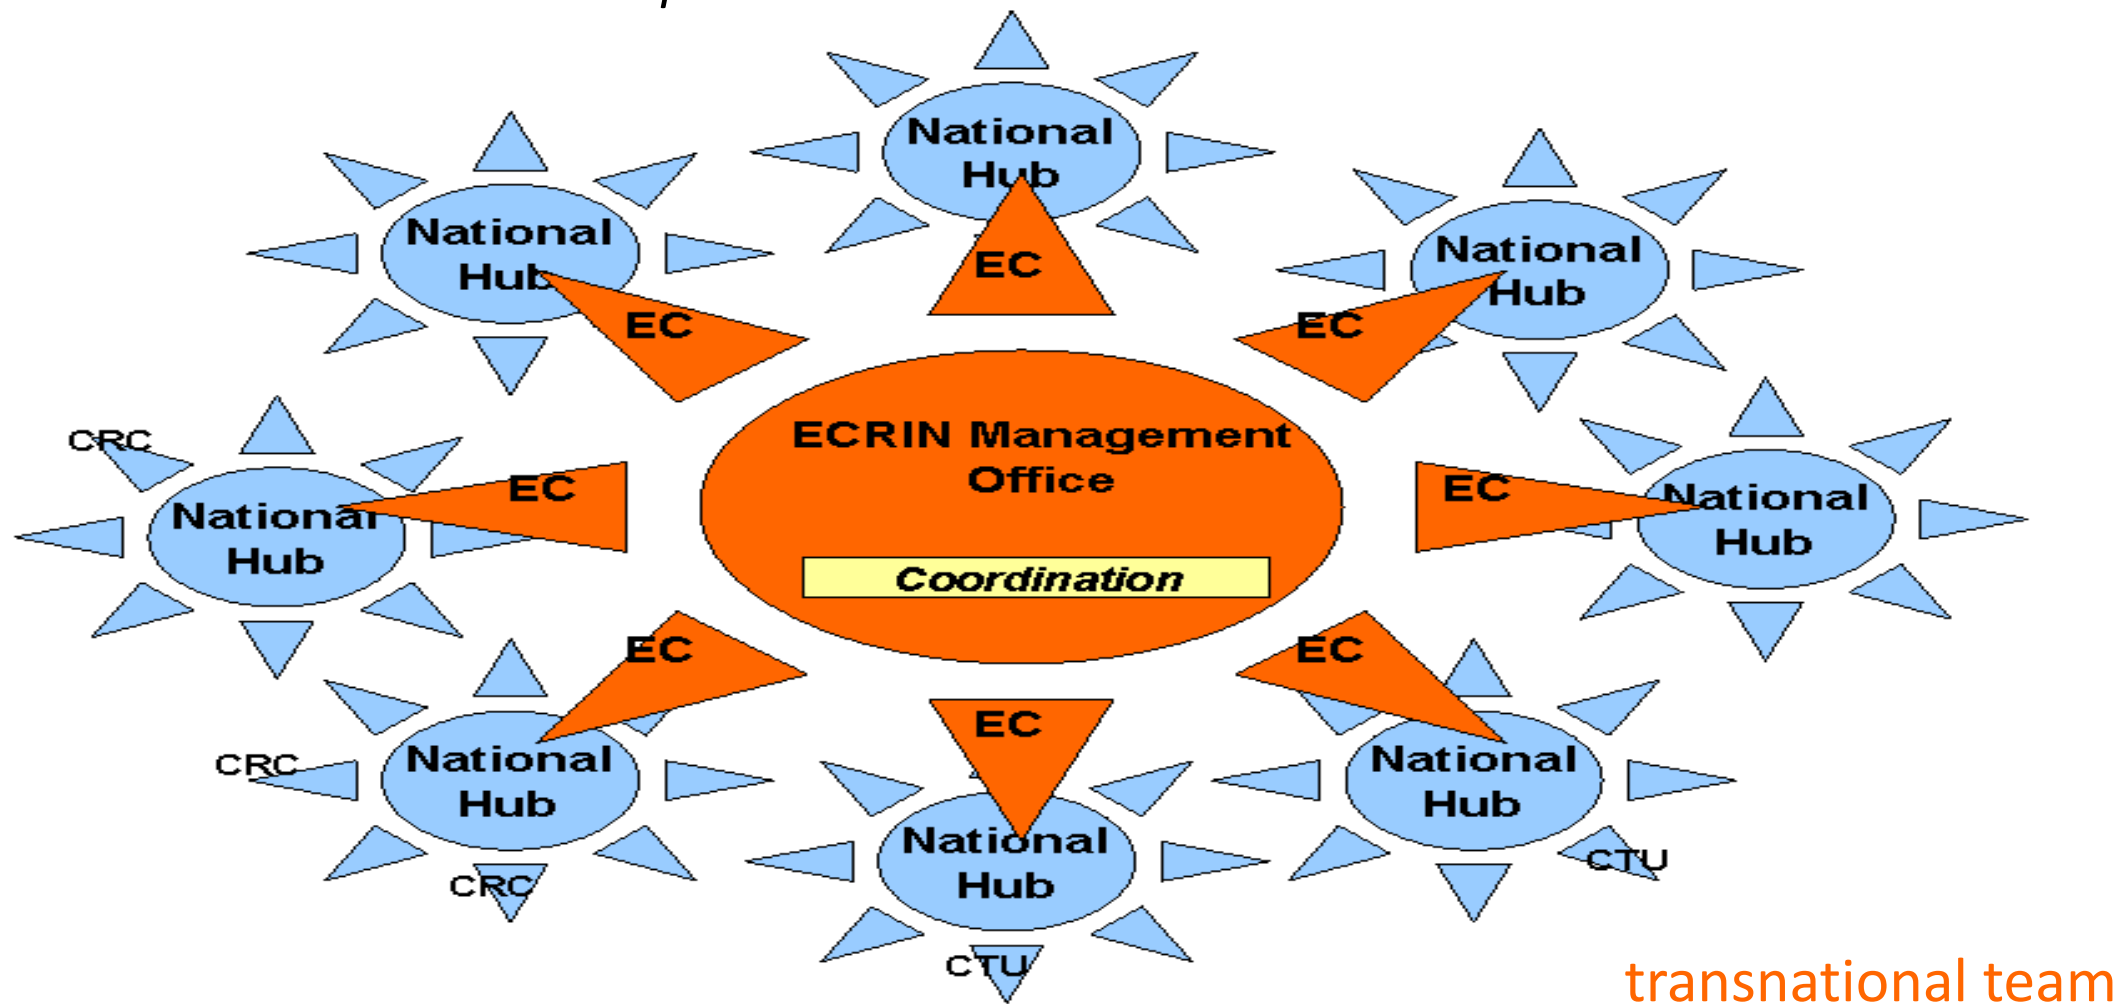 National
Hub
National
Hub
National
Hub
EC
EC
EC
CRC
ECRIN Management
Office
EC
EC
National
Hub
National
Hub
Coordination
EC
EC
EC
National
Hub
National
Hub
National
Hub
CRC
CRC
CTU
CTU
transnational team